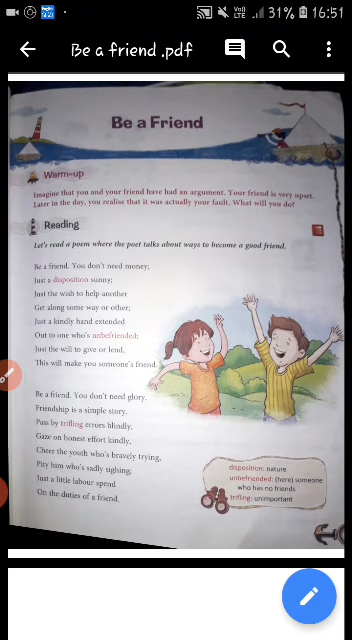 Vo))
LTE
31%
16:51
Be a friend .pdf
Be a Friend
Warm-up
Imagine that you and your friend have had an argument. Your friend is very upset.
Later in the day, you realise that it was actually your fault. What will you do?
Reading
Let's read a poem where the poet talks about ways to become a good friend.
Be a friend. You don't need money;
Just a disposition sunny;
Just the wish to help another
Get along some way or other;
Just a kindly hand extended
Out to one who's unbefriended;
Just the will to give or lend,
This will make you someone's friend.
Be a friend. You don't need glory.
Friendship is a simple story.
Pass by trifling errors blindly,
Gaze on honest effort kindly,
Cheer the youth who's bravely trying,
Pity him who's sadly sighing;
Just a little labour spend
On the duties of a friend.
disposition: nature
unbefriended: (here) someone
who has no friends
trifling: unimportant